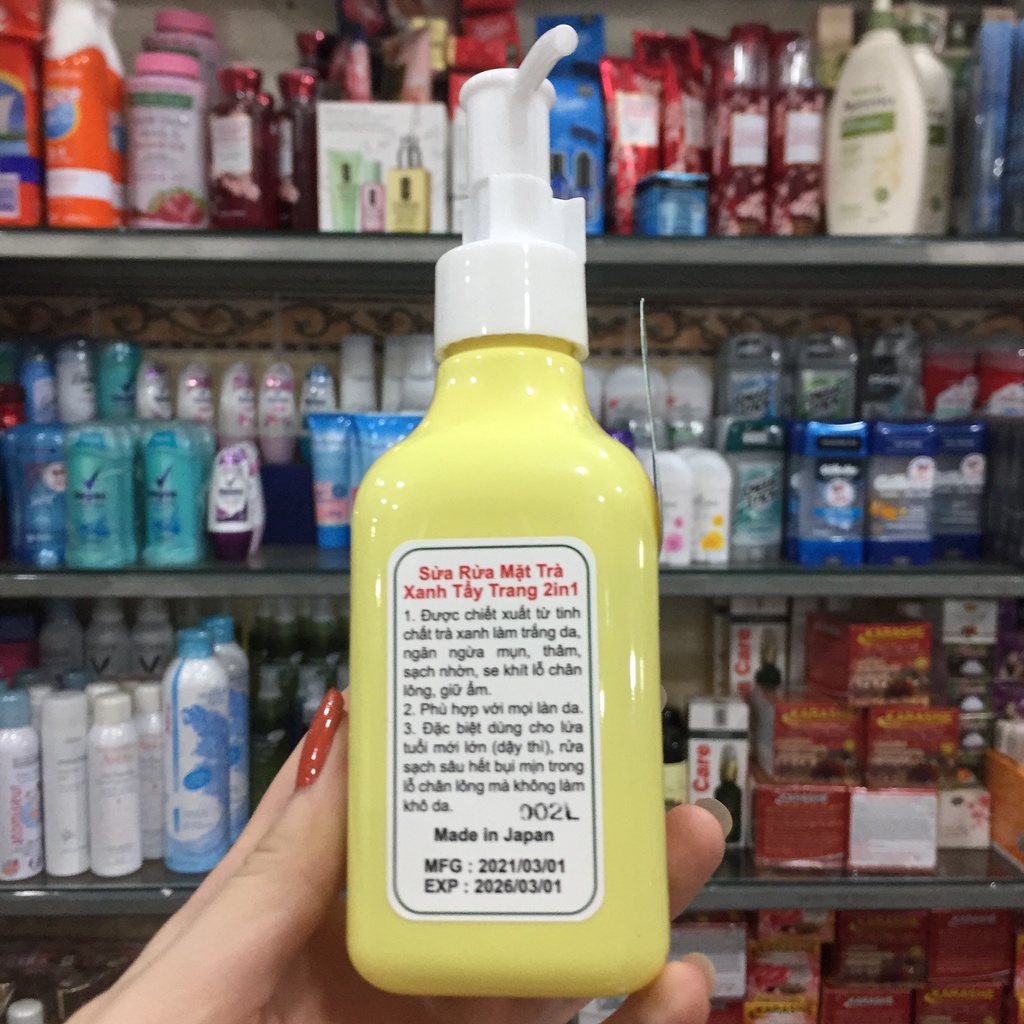 Sửa Rửa Mặt Trà
Xanh Tẩy Trang 2in1
1. Được chiết xuất từ tinh
chất trà xanh làm trắng da,
ngăn ngừa mụn, thâm,
sạch nhờn, se khít lỗ chân
lông, giữ ẩm.
2. Phù hợp với mọi làn da.
3. Đặc biệt dùng cho lứa
tuổi mới lớn (dậy thì), rửa
sạch sâu hết bụi mịn trong
lỗ chân lông mà không làm
khô da.
002L
Made in Japan
MFG : 2021/03/01
EXP : 2026/03/01
Care
Care
Gillette